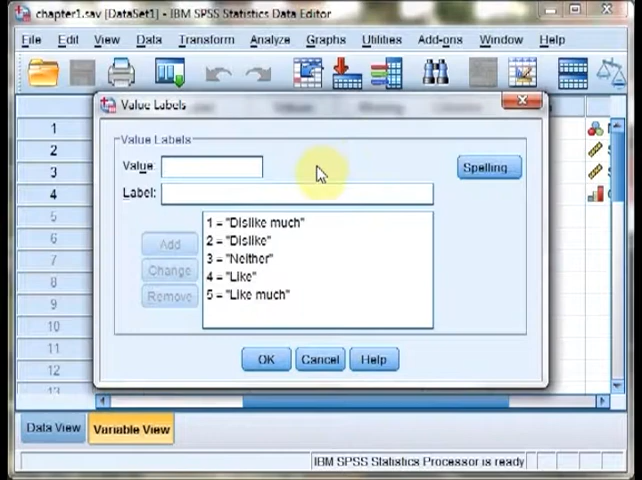 chapter1.sav [DataSet1] - IBM SPSS Statistics Data Editor
File Edit View Data Transform Analyze Graphs Utilities Add-ons Window Help
Value Labels
Value Labels
Value:
Spelling...
Label:
1 = "Dislike much"
2 = "Dislike"
3 = "Neither"
4 = "Like"
5 = "Like much"
Add
Change
Remove
OK Cancel Help
1
2
3
4
5
6
7
8
9
10
11
12
13
Data View Variable View
IBM SPSS Statistics Processor is ready